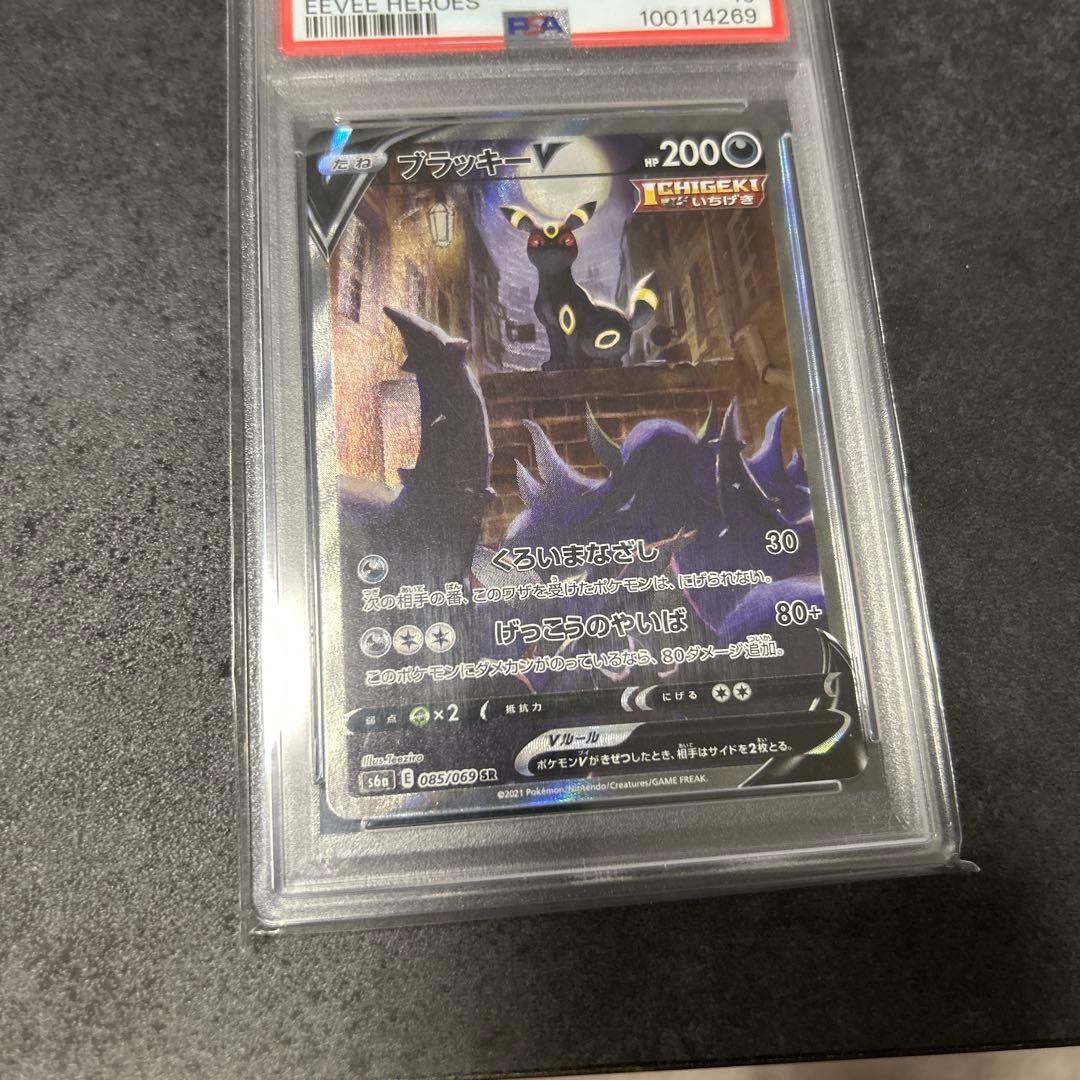 EEVEE HEROES
PSA
100114269
たね
ブラッキーV
HP 200
ICHIGEKI
いちげき
くろいまなざし 30
次の相手の番、このワザを受けたポケモンは、にげられない。
げっこうのやいば 80+
このポケモンにダメカンがのっているなら、80ダメージ追加。
弱点 ×2 抵抗力 にげる
Vルール
ポケモンVがきぜつしたとき、相手はサイドを2枚とる。
Illus. Teeziro
s6a E 085/069 SR
©2021 Pokémon/Nintendo/Creatures/GAME FREAK.